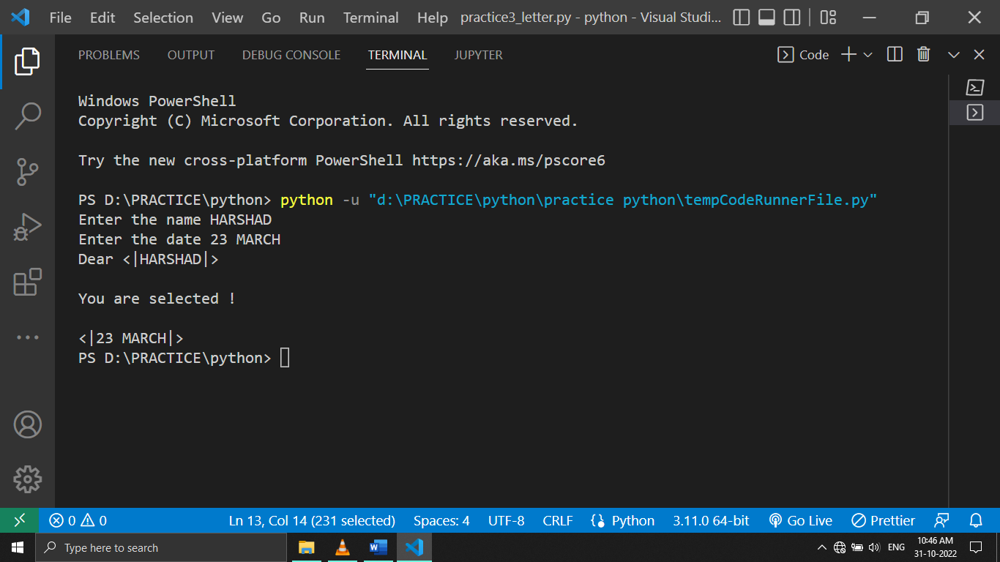 File Edit Selection View Go Run Terminal Help practice3_letter.py - python - Visual Studi...
PROBLEMS OUTPUT DEBUG CONSOLE TERMINAL JUPYTER Code
Windows PowerShell
Copyright (C) Microsoft Corporation. All rights reserved.
Try the new cross-platform PowerShell https://aka.ms/pscore6
PS D:\PRACTICE\python> python -u "d:\PRACTICE\python\practice python\tempCodeRunnerFile.py"
Enter the name HARSHAD
Enter the date 23 MARCH
Dear <|HARSHAD|>
You are selected !
<|23 MARCH|>
PS D:\PRACTICE\python>
0 0 Ln 13, Col 14 (231 selected) Spaces: 4 UTF-8 CRLF Python 3.11.0 64-bit Go Live Prettier
Type here to search ENG 10:46 AM
31-10-2022